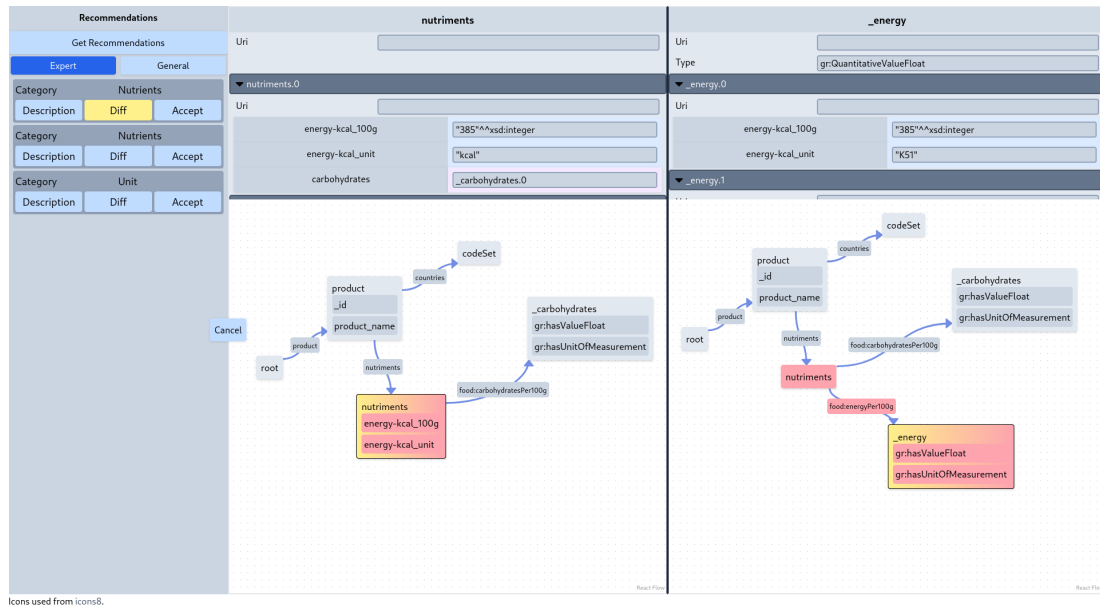 Recommendations
Get Recommendations
Expert General
Category Nutrients
Description Diff Accept
Category Nutrients
Description Diff Accept
Category Unit
Description Diff Accept
Cancel
nutriments
Uri
nutriments.0
Uri
energy-kcal_100g "385"^^xsd:integer
energy-kcal_unit "kcal"
carbohydrates _carbohydrates.0
codeSet
countries
product
_id
product_name
product
root
nutriments
_carbohydrates
gr:hasValueFloat
gr:hasUnitOfMeasurement
food:carbohydratesPer100g
nutriments
energy-kcal_100g
energy-kcal_unit
React Flow
_energy
Uri
Type gr:QuantitativeValueFloat
_energy.0
Uri
energy-kcal_100g "385"^^xsd:integer
energy-kcal_unit "K51"
_energy.1
codeSet
countries
product
_id
product_name
product
root
nutriments
_carbohydrates
gr:hasValueFloat
gr:hasUnitOfMeasurement
food:carbohydratesPer100g
nutriments
food:energyPer100g
_energy
gr:hasValueFloat
gr:hasUnitOfMeasurement
React Flo
Icons used from icons8.